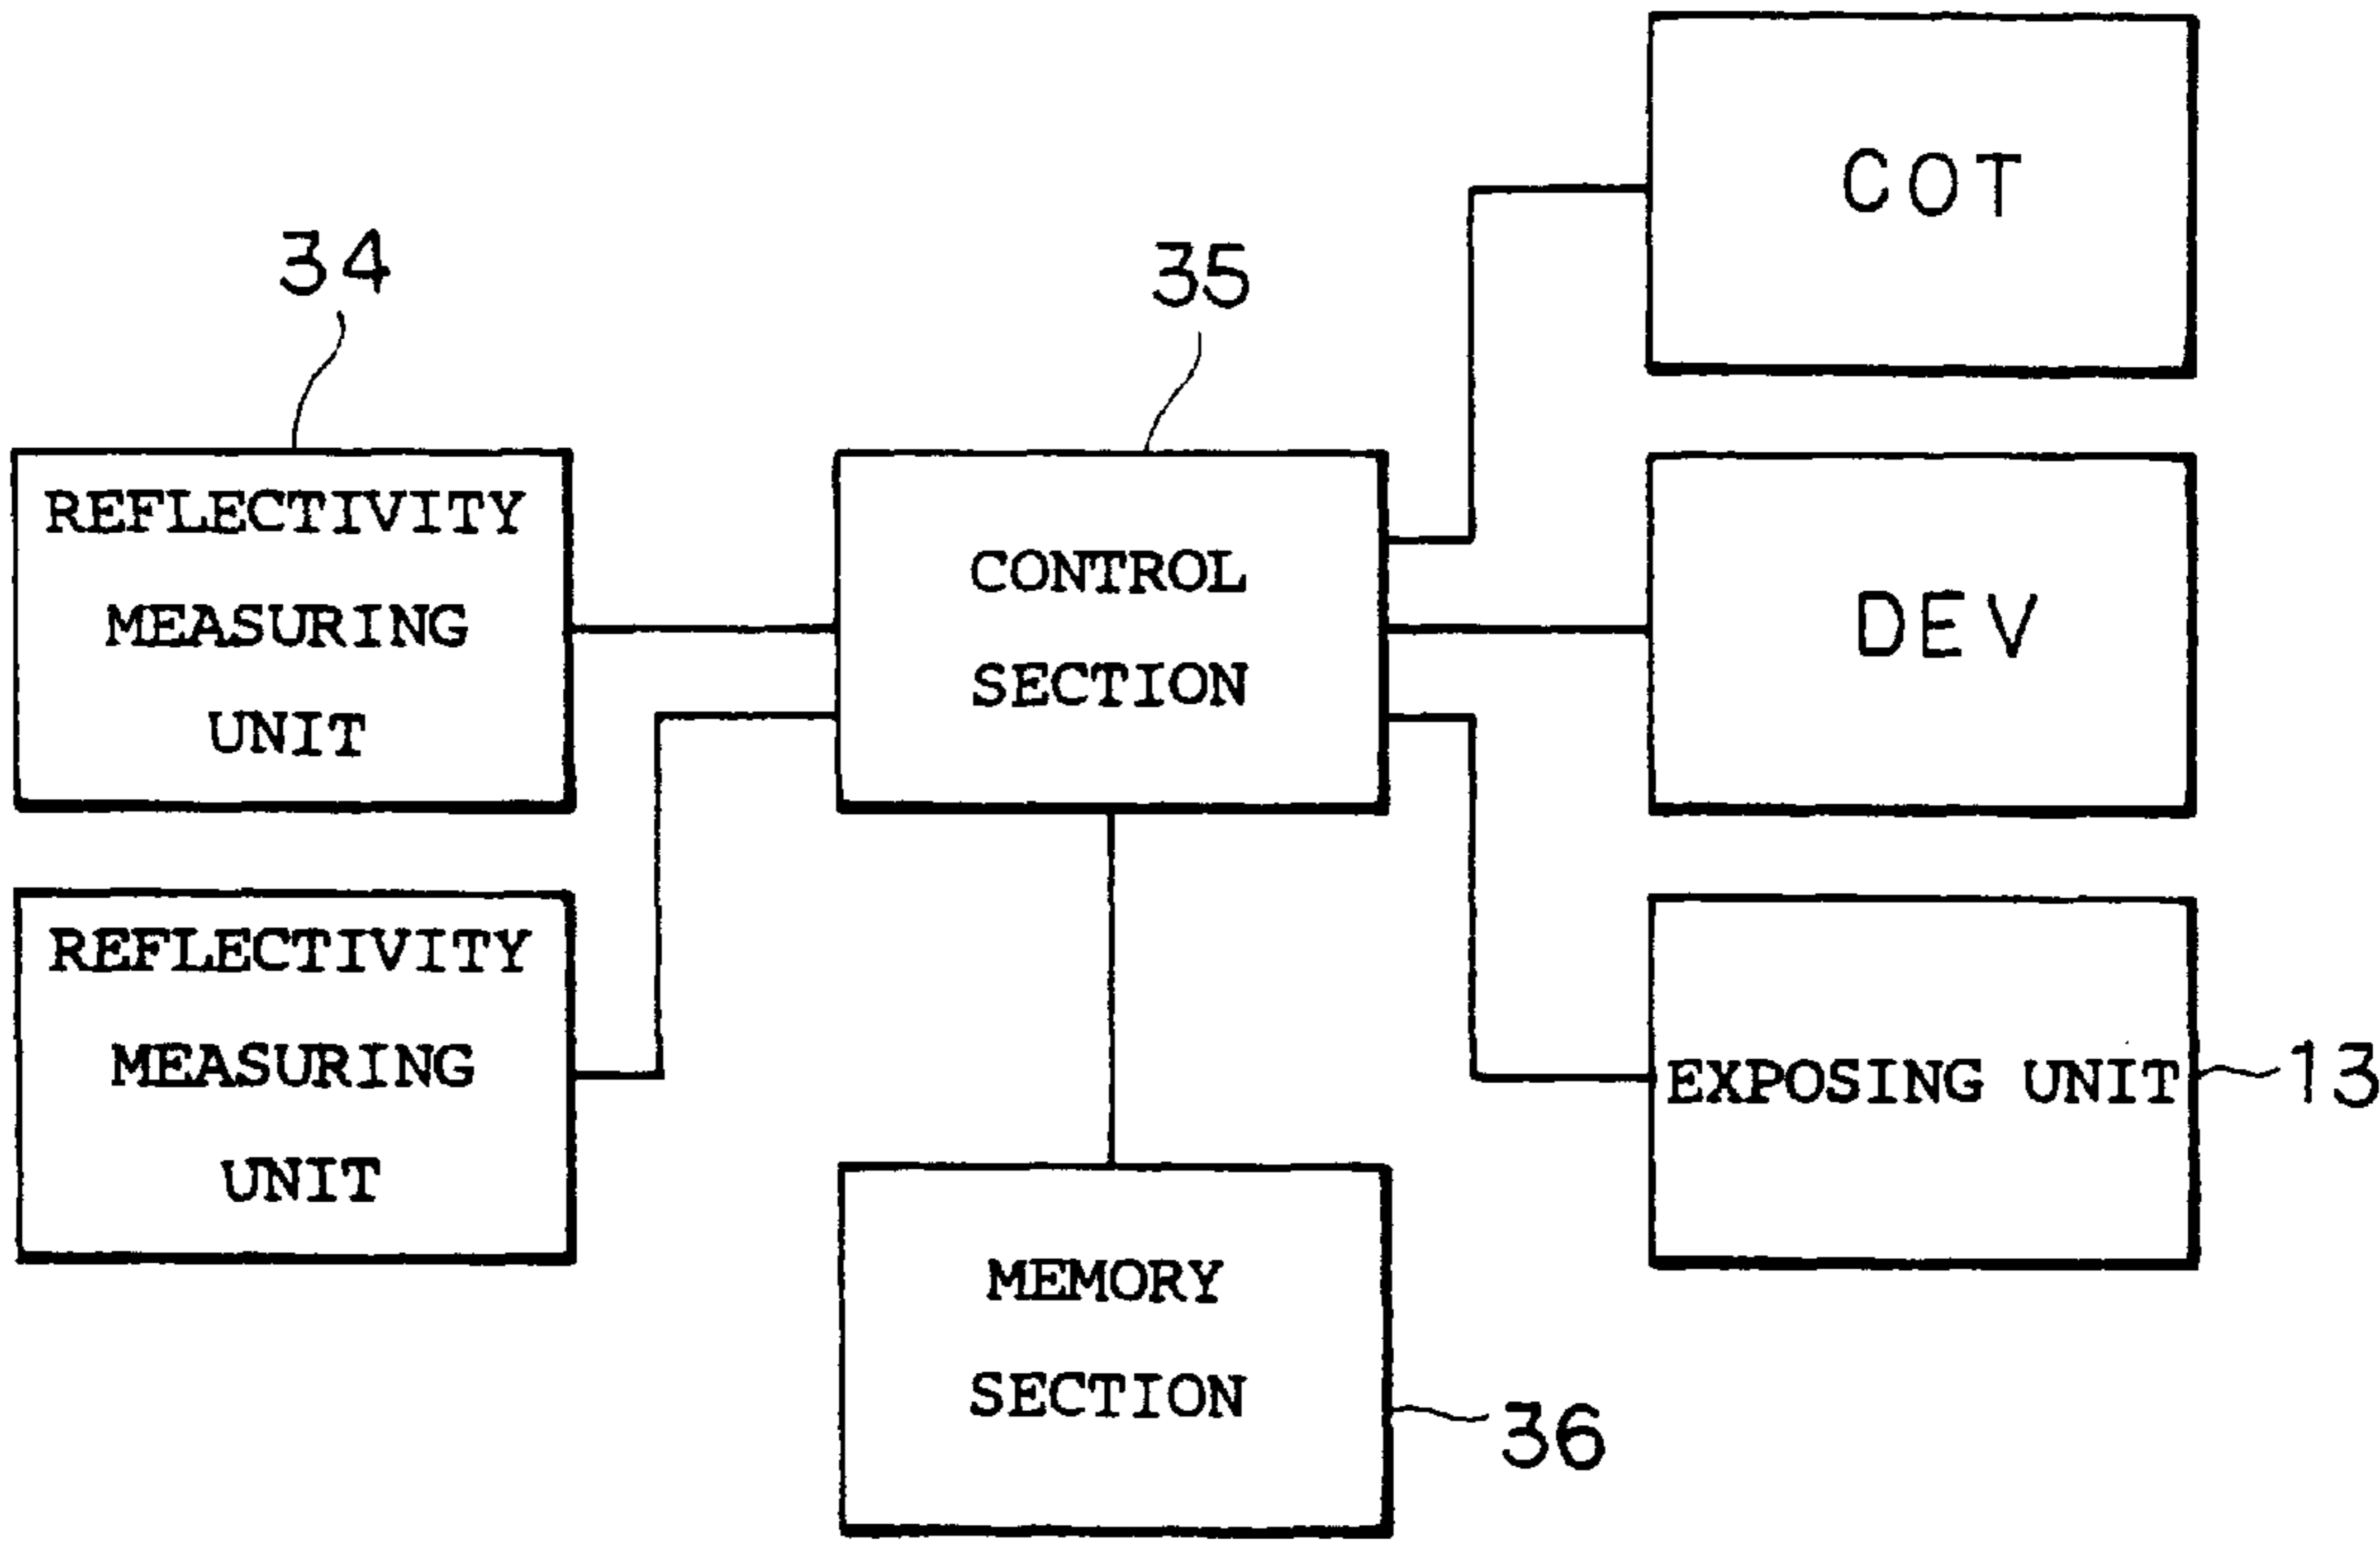 COT
34
35
REFLECTIVITY
MEASURING
UNIT
CONTROL
SECTION
DEV
REFLECTIVITY
MEASURING
UNIT
EXPOSING UNIT
13
MEMORY
SECTION
36